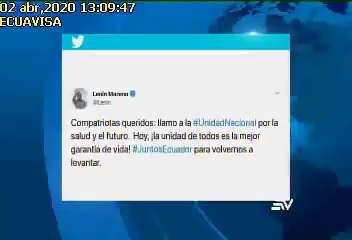 02 abr,2020 13:09:47
ECUAVISA
Lenín Moreno
@Lenin
Compatriotas queridos: llamo a la #UnidadNacional por la
salud y el futuro. Hoy, ¡la unidad de todos es la mejor
garantía de vida! #JuntosEcuador para volvernos a
levantar.